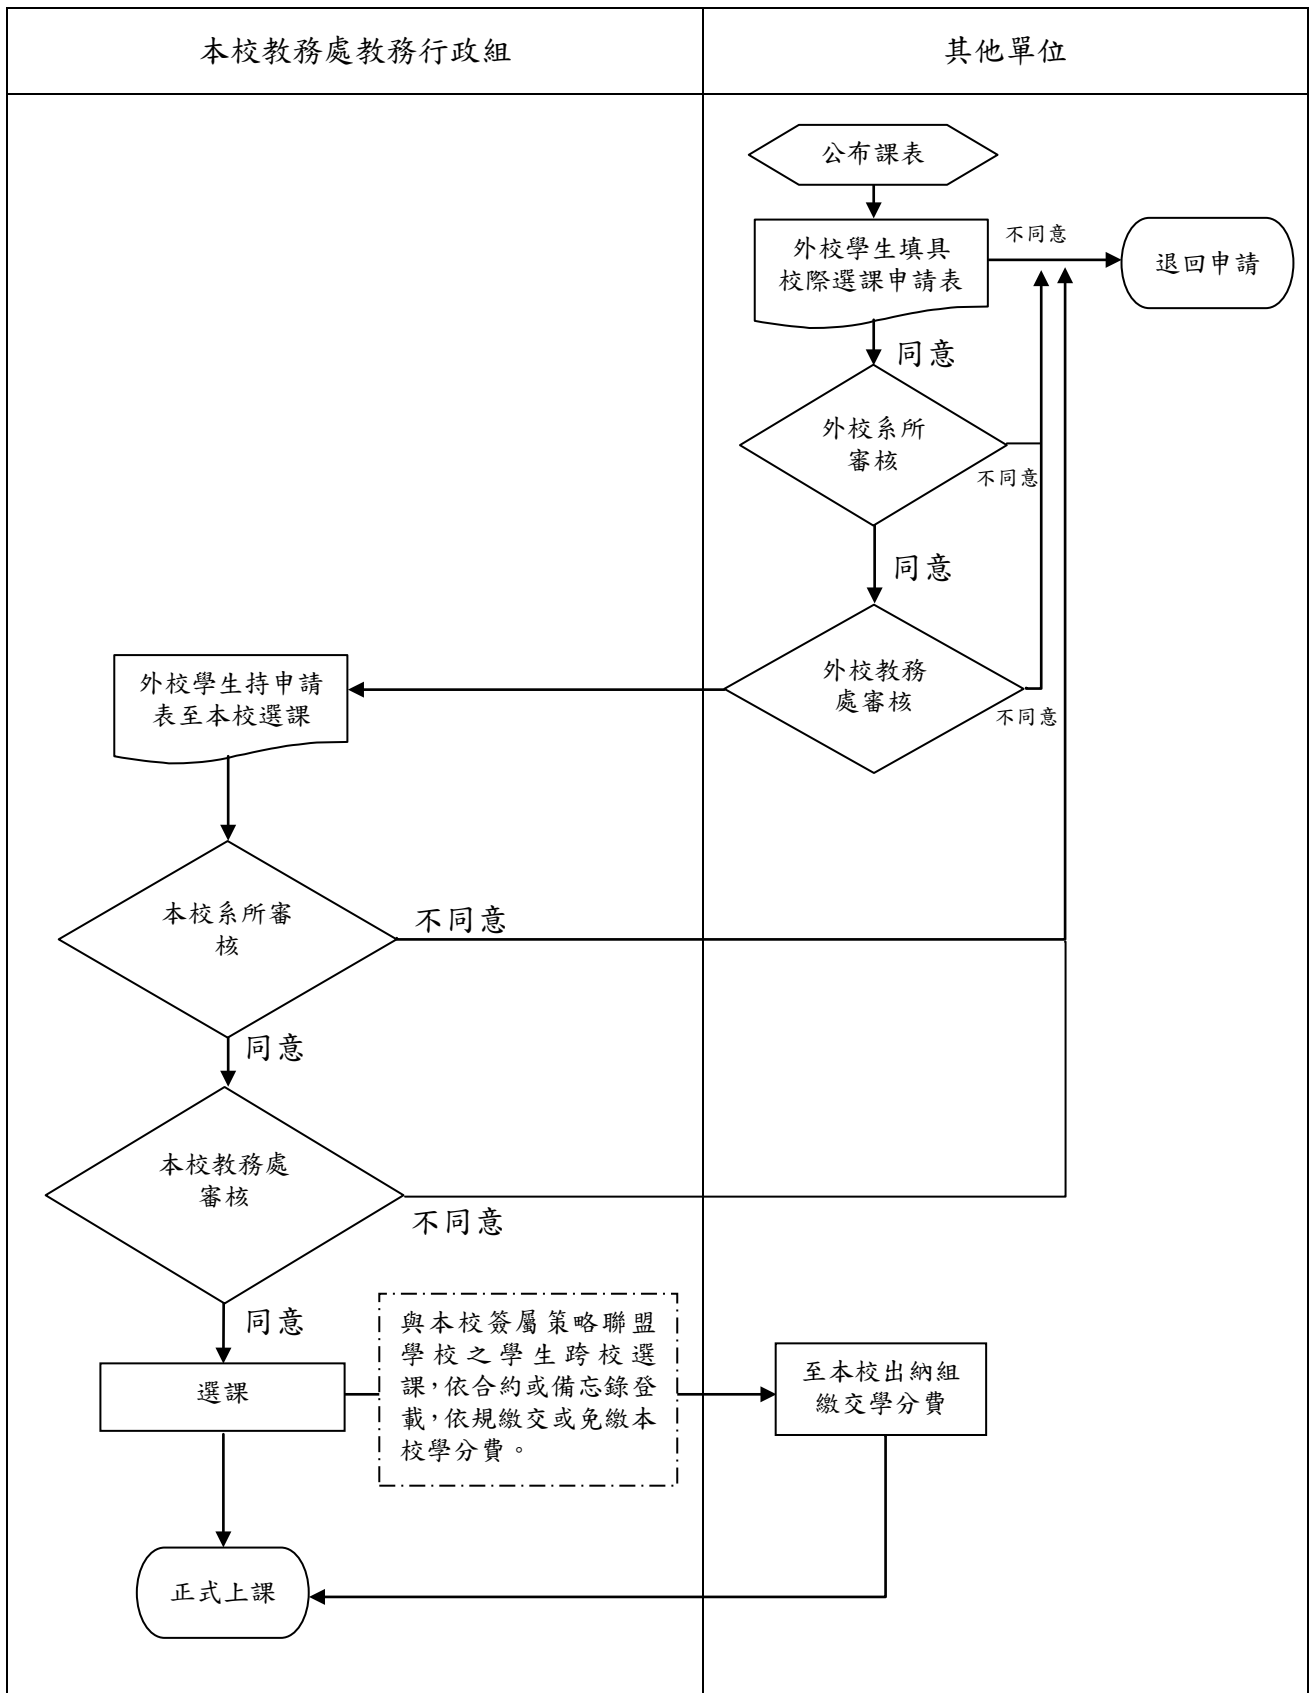 本校教務處教務行政組
其他單位
公布課表
外校學生填具
校際選課申請表
不同意
退回申請
同意
外校系所
審核
不同意
同意
外校教務
處審核
不同意
外校學生持申請
表至本校選課
本校系所審
核
不同意
同意
本校教務處
審核
不同意
同意
選課
與本校簽屬策略聯盟
學校之學生跨校選
課，依合約或備忘錄登
載，依規繳交或免繳本
校學分費。
至本校出納組
繳交學分費
正式上課